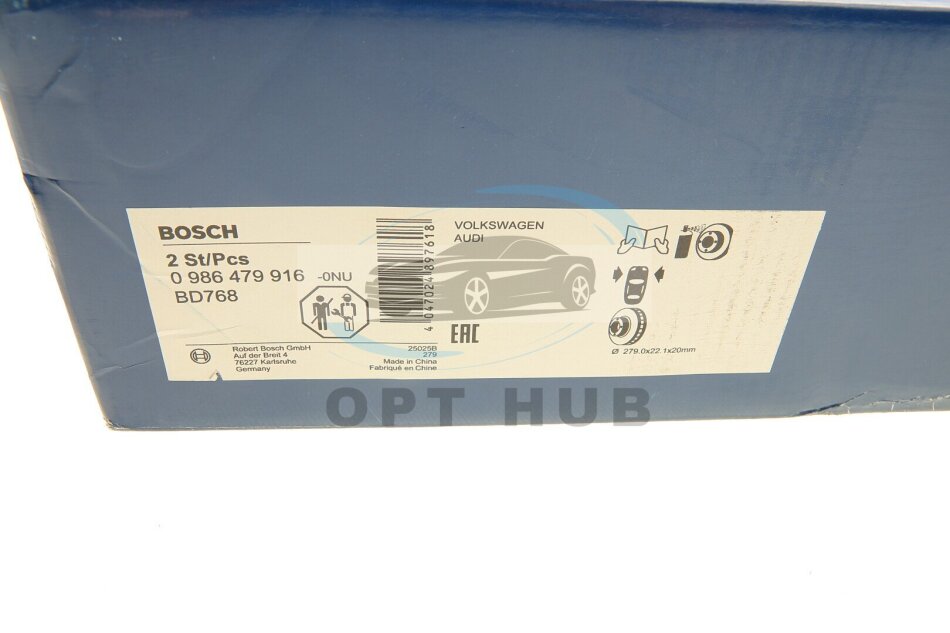 BOSCH
2 St/Pcs
0 986 479 916 -0NU
BD768
Robert Bosch GmbH
Auf der Breit 4
76227 Karlsruhe
Germany
4 047024 897618
25025B
279
Made in China
Fabriqué en Chine
VOLKSWAGEN
AUDI
EAC
Ø 279.0x22.1x20mm
OPT HUB